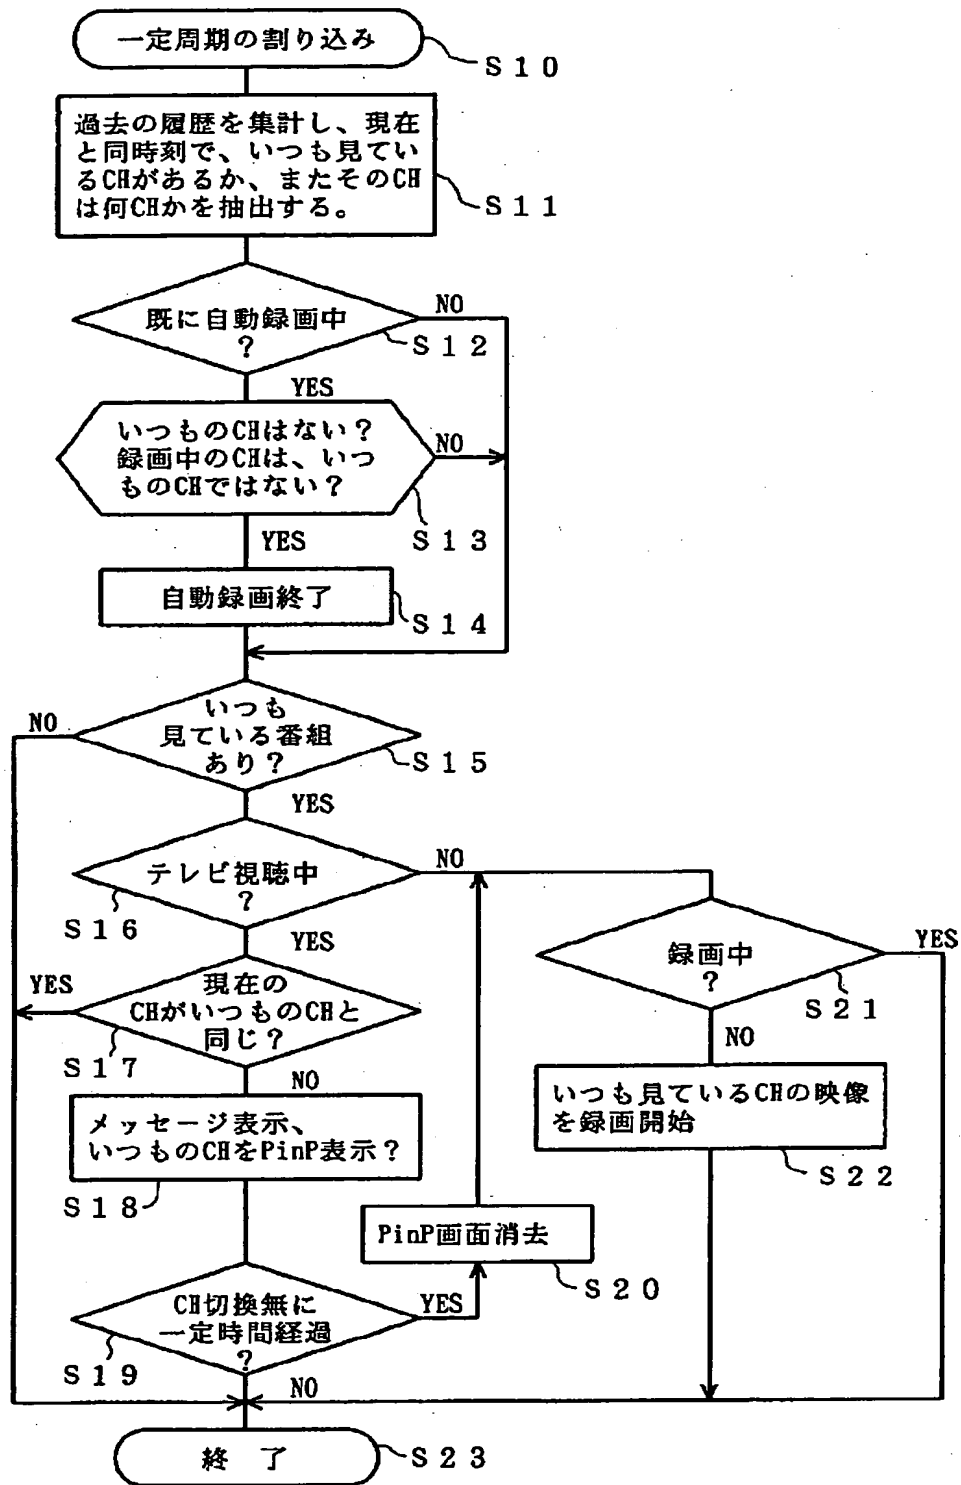 一定周期の割り込み
S10
過去の履歴を集計し、現在
と同時刻で、いつも見てい
るCHがあるか、またそのCH
は何CHかを抽出する。
S11
既に自動録画中
?
NO
S12
YES
いつものCHはない?
録画中のCHは、いつ
ものCHではない?
NO
S13
YES
自動録画終了
S14
いつも
見ている番組
あり?
NO
S15
YES
テレビ視聴中
?
NO
S16
YES
録画中
?
YES
S21
NO
現在の
CHがいつものCHと
同じ?
YES
S17
NO
いつも見ているCHの映像
を録画開始
S22
メッセージ表示、
いつものCHをPinP表示?
S18
PinP画面消去
S20
CH切換無に
一定時間経過
?
YES
S19
NO
終 了
S23